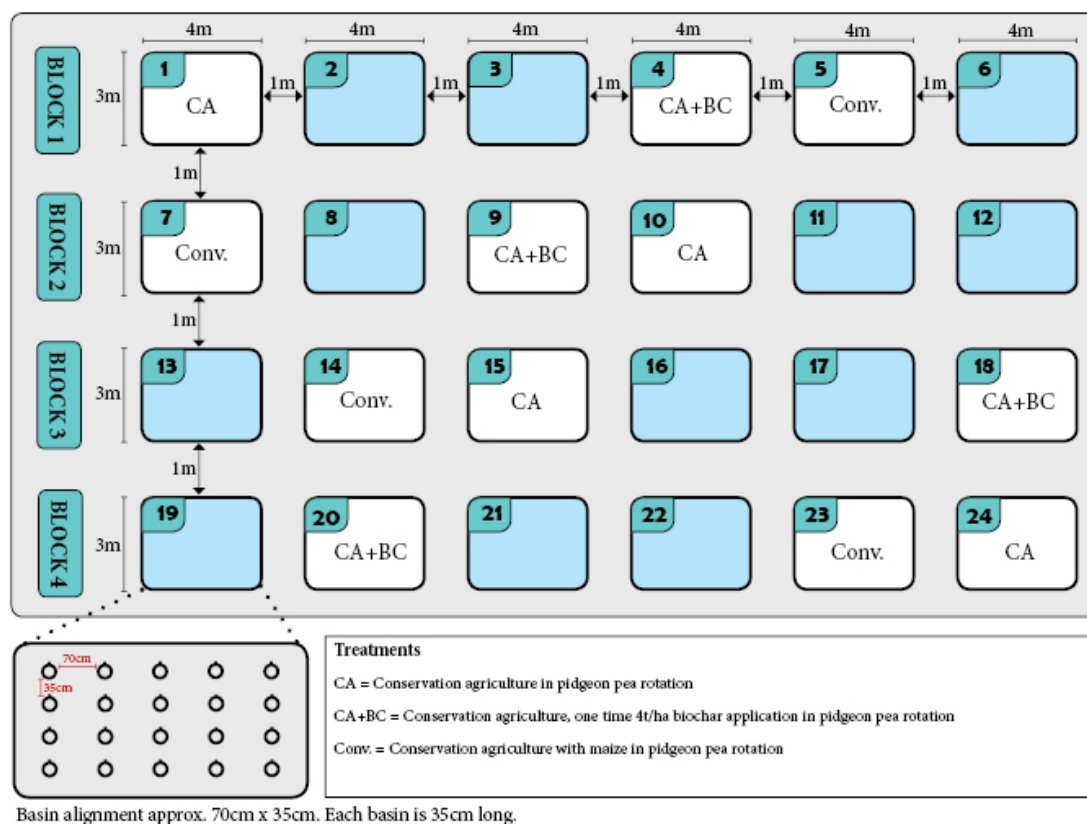 4m 4m 4m 4m 4m 4m
BLOCK 1 3m 1 CA 1m 2 1m 3 1m 4 CA+BC 1m 5 Conv. 1m 6
1m
BLOCK 2 3m 7 Conv. 8 9 CA+BC 10 CA 11 12
1m
BLOCK 3 3m 13 14 Conv. 15 CA 16 17 18 CA+BC
1m
BLOCK 4 3m 19 20 CA+BC 21 22 23 Conv. 24 CA
70cm
35cm
Treatments
CA = Conservation agriculture in pidgeon pea rotation
CA+BC = Conservation agriculture, one time 4t/ha biochar application in pidgeon pea rotation
Conv. = Conservation agriculture with maize in pidgeon pea rotation
Basin alignment approx. 70cm x 35cm. Each basin is 35cm long.